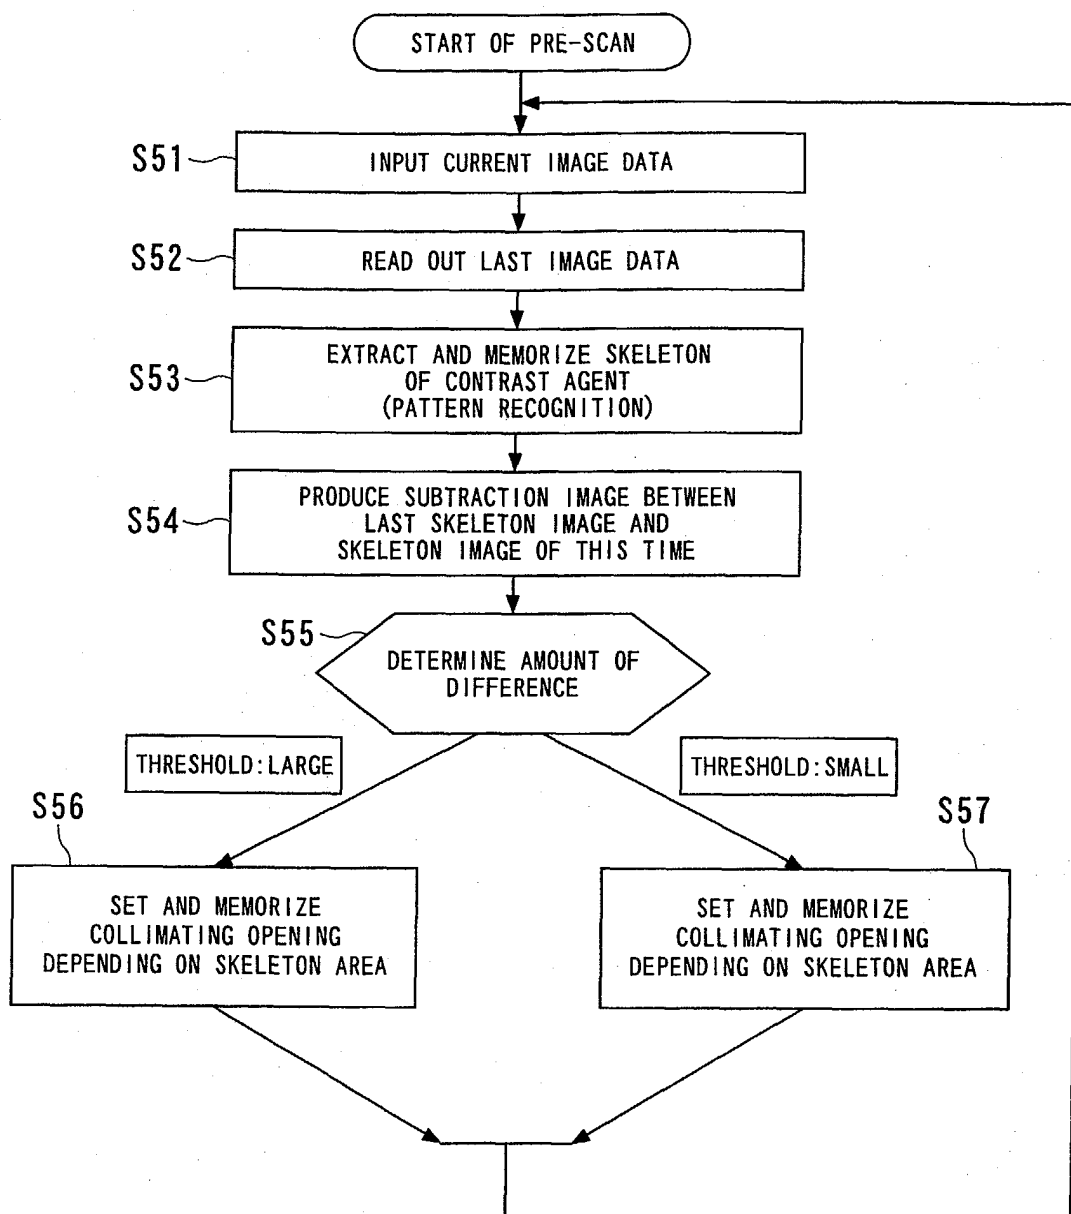 START OF PRE-SCAN
S51
INPUT CURRENT IMAGE DATA
S52
READ OUT LAST IMAGE DATA
S53
EXTRACT AND MEMORIZE SKELETON
OF CONTRAST AGENT
(PATTERN RECOGNITION)
S54
PRODUCE SUBTRACTION IMAGE BETWEEN
LAST SKELETON IMAGE AND
SKELETON IMAGE OF THIS TIME
S55
DETERMINE AMOUNT OF
DIFFERENCE
THRESHOLD:LARGE
THRESHOLD:SMALL
S56
SET AND MEMORIZE
COLLIMATING OPENING
DEPENDING ON SKELETON AREA
S57
SET AND MEMORIZE
COLLIMATING OPENING
DEPENDING ON SKELETON AREA